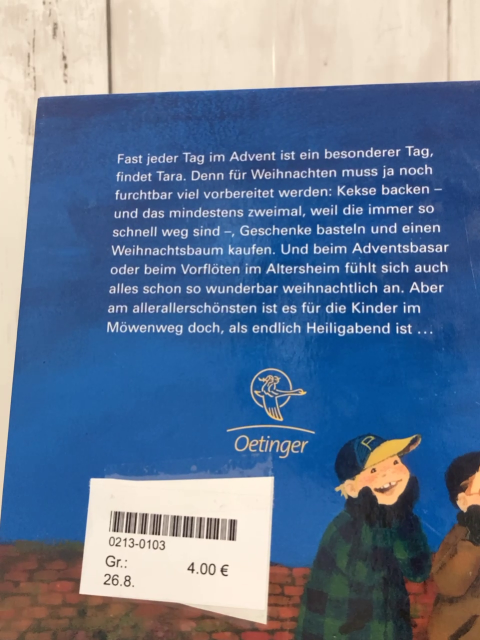 Fast jeder Tag im Advent ist ein besonderer Tag,
findet Tara. Denn für Weihnachten muss ja noch
furchtbar viel vorbereitet werden: Kekse backen –
und das mindestens zweimal, weil die immer so
schnell weg sind –, Geschenke basteln und einen
Weihnachtsbaum kaufen. Und beim Adventsbasar
oder beim Vorflöten im Altersheim fühlt sich auch
alles schon so wunderbar weihnachtlich an. Aber
am allerallerschönsten ist es für die Kinder im
Möwenweg doch, als endlich Heiligabend ist ...
Oetinger
0213-0103
Gr.: 4.00 €
26.8.